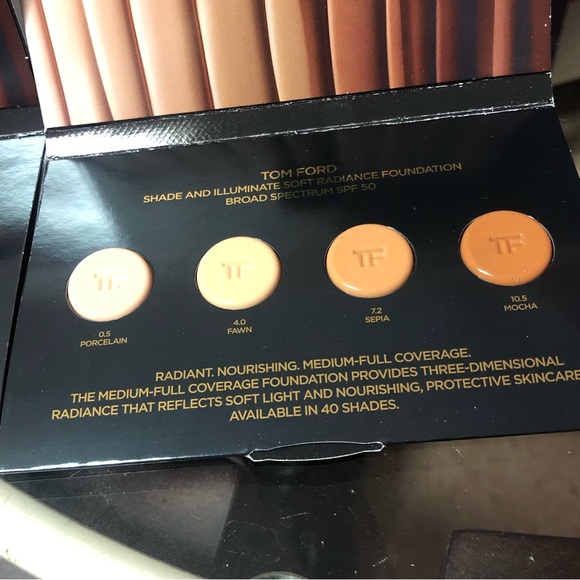 TOM FORD
SHADE AND ILLUMINATE SOFT RADIANCE FOUNDATION
BROAD SPECTRUM SPF 50
TF
TF
TF
TF
0.5
PORCELAIN
4.0
FAWN
7.2
SEPIA
10.5
MOCHA
RADIANT. NOURISHING. MEDIUM-FULL COVERAGE.
THE MEDIUM-FULL COVERAGE FOUNDATION PROVIDES THREE-DIMENSIONAL
RADIANCE THAT REFLECTS SOFT LIGHT AND NOURISHING, PROTECTIVE SKINCARE
AVAILABLE IN 40 SHADES.